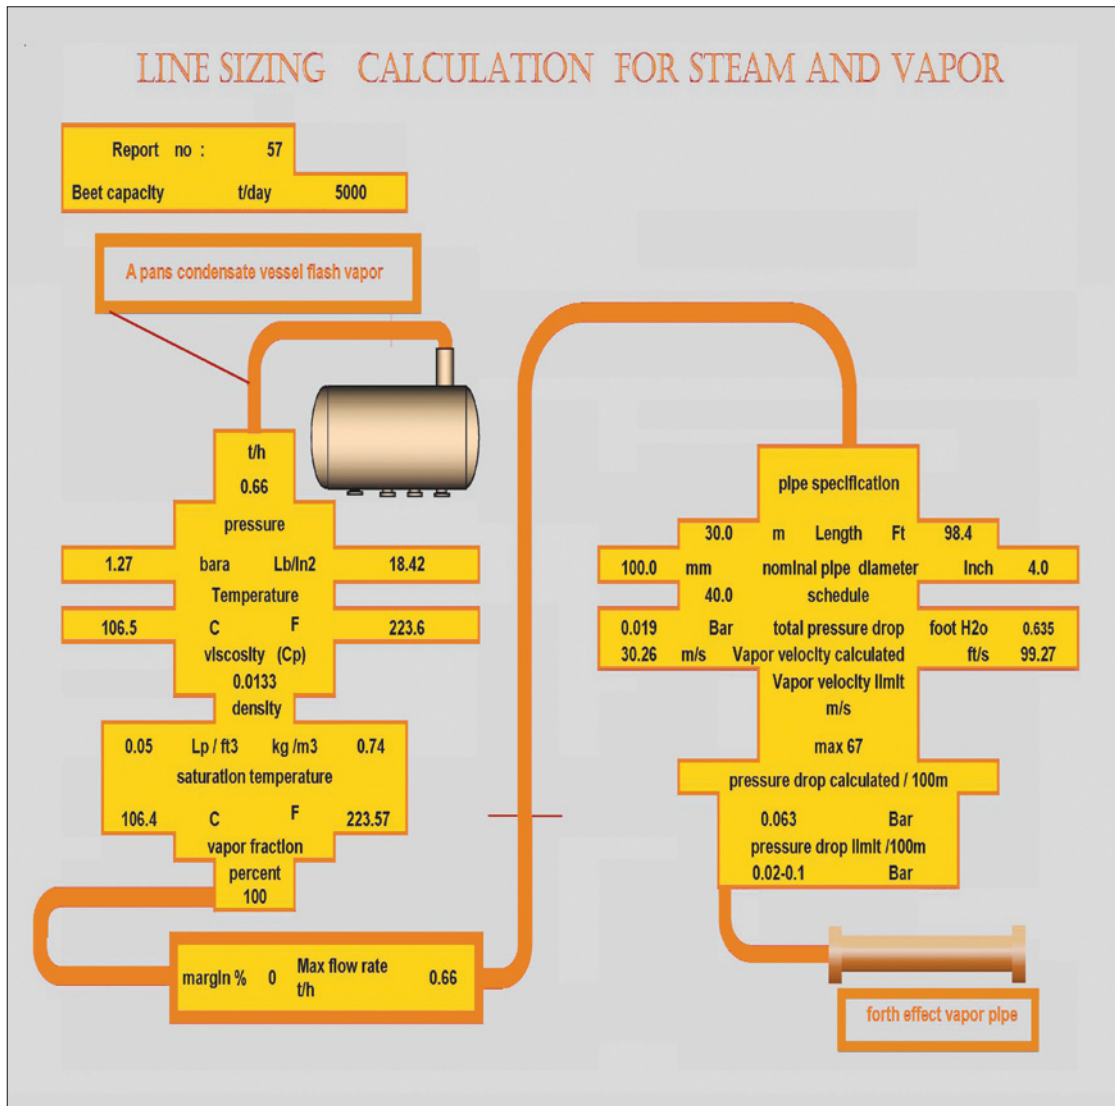 LINE SIZING CALCULATION FOR STEAM AND VAPOR
Report no : 57
Beet capacity t/day 5000
A pans condensate vessel flash vapor
t/h
0.66
pressure
1.27 bara Lb/In2 18.42
Temperature
106.5 C F 223.6
viscosity (Cp)
0.0133
density
0.05 Lp / ft3 kg /m3 0.74
saturation temperature
106.4 C F 223.57
vapor fraction
percent
100
margin % 0 Max flow rate t/h 0.66
pipe specification
30.0 m Length Ft 98.4
100.0 mm nominal pipe diameter Inch 4.0
40.0 schedule
0.019 Bar total pressure drop foot H2o 0.635
30.26 m/s Vapor velocity calculated ft/s 99.27
Vapor velocity limit
m/s
max 67
pressure drop calculated / 100m
0.063 Bar
pressure drop limit /100m
0.02-0.1 Bar
forth effect vapor pipe